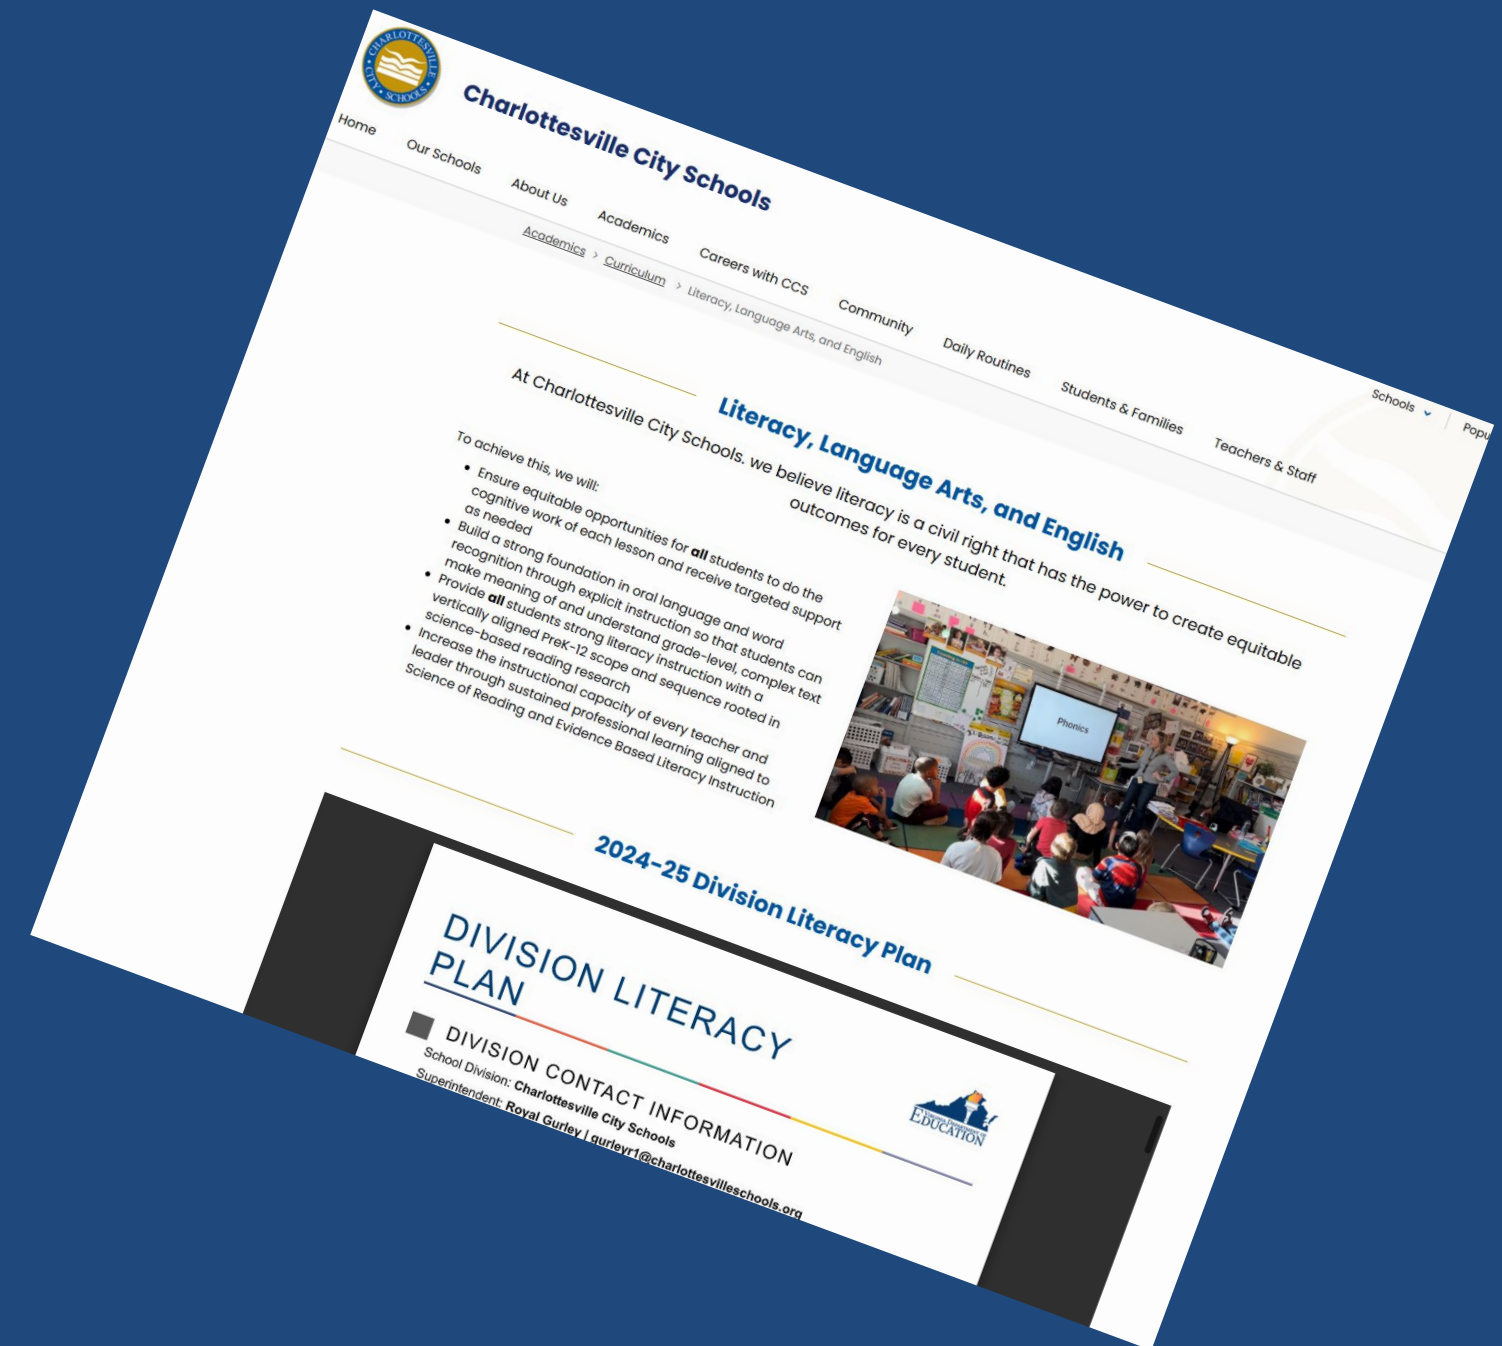 CHARLOTTESVILLE
CITY • SCHOOLS
Charlottesville City Schools
Schools
Popu
Home
Our Schools
About Us
Academics
Careers with CCS
Community
Daily Routines
Students & Families
Teachers & Staff
Academics > Curriculum > Literacy, Language Arts, and English
Literacy, Language Arts, and English
At Charlottesville City Schools. we believe literacy is a civil right that has the power to create equitable
outcomes for every student.
To achieve this, we will:
• Ensure equitable opportunities for all students to do the
cognitive work of each lesson and receive targeted support
as needed
• Build a strong foundation in oral language and word
recognition through explicit instruction so that students can
make meaning of and understand grade-level, complex text
• Provide all students strong literacy instruction with a
vertically aligned PreK-12 scope and sequence rooted in
science-based reading research
• Increase the instructional capacity of every teacher and
leader through sustained professional learning aligned to
Science of Reading and Evidence Based Literacy Instruction
Phonics
2024-25 Division Literacy Plan
DIVISION LITERACY
PLAN
VIRGINIA DEPARTMENT OF
EDUCATION
DIVISION CONTACT INFORMATION
School Division: Charlottesville City Schools
Superintendent: Royal Gurley | gurleyr1@charlottesvilleschools.org